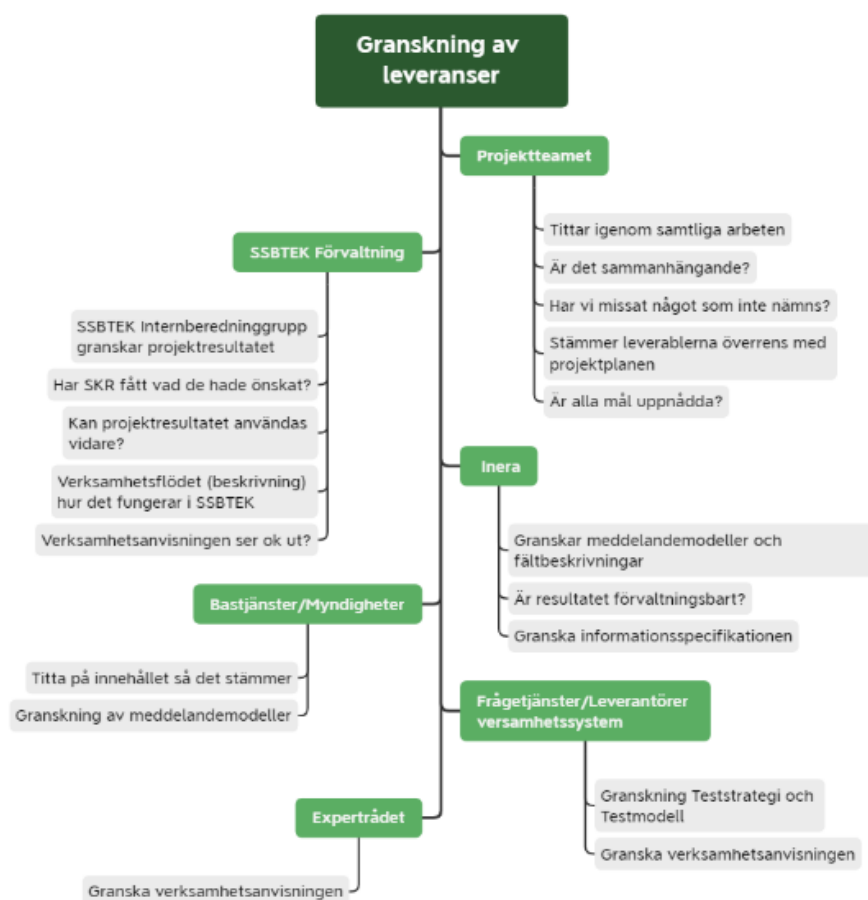 Granskning av
leveranser
Projektteamet
Tittar igenom samtliga arbeten
Är det sammanhängande?
Har vi missat något som inte nämns?
Stämmer leverablerna överrens med
projektplanen
Är alla mål uppnådda?
SSBTEK Förvaltning
SSBTEK Internberedninggrupp
granskar projektresultatet
Har SKR fått vad de hade önskat?
Kan projektresultatet användas
vidare?
Verksamhetsflödet (beskrivning)
hur det fungerar i SSBTEK
Verksamhetsanvisningen ser ok ut?
Inera
Granskar meddelandemodeller och
fältbeskrivningar
Är resultatet förvaltningsbart?
Granska informationsspecifikationen
Bastjänster/Myndigheter
Titta på innehållet så det stämmer
Granskning av meddelandemodeller
Frågetjänster/Leverantörer
versamhetssystem
Granskning Teststrategi och
Testmodell
Granska verksamhetsanvisningen
Expertrådet
Granska verksamhetsanvisningen